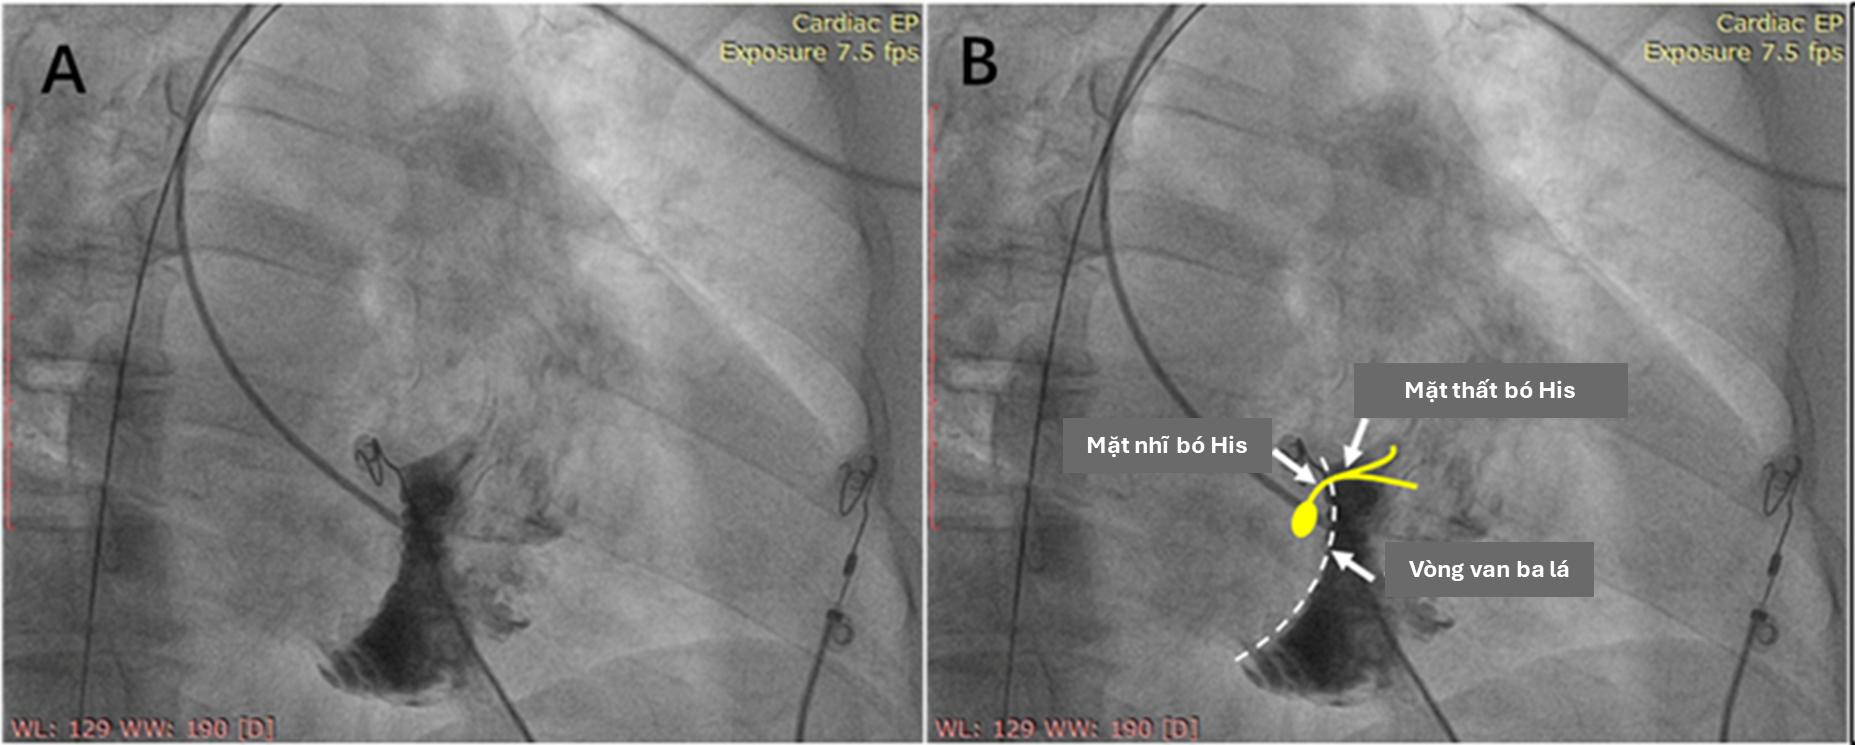 A
Cardiac EP
Exposure 7.5 fps
WL: 129 WW: 190 [D]
B
Cardiac EP
Exposure 7.5 fps
Mặt thất bó His
Mặt nhĩ bó His
Vòng van ba lá
WL: 129 WW: 190 [D]